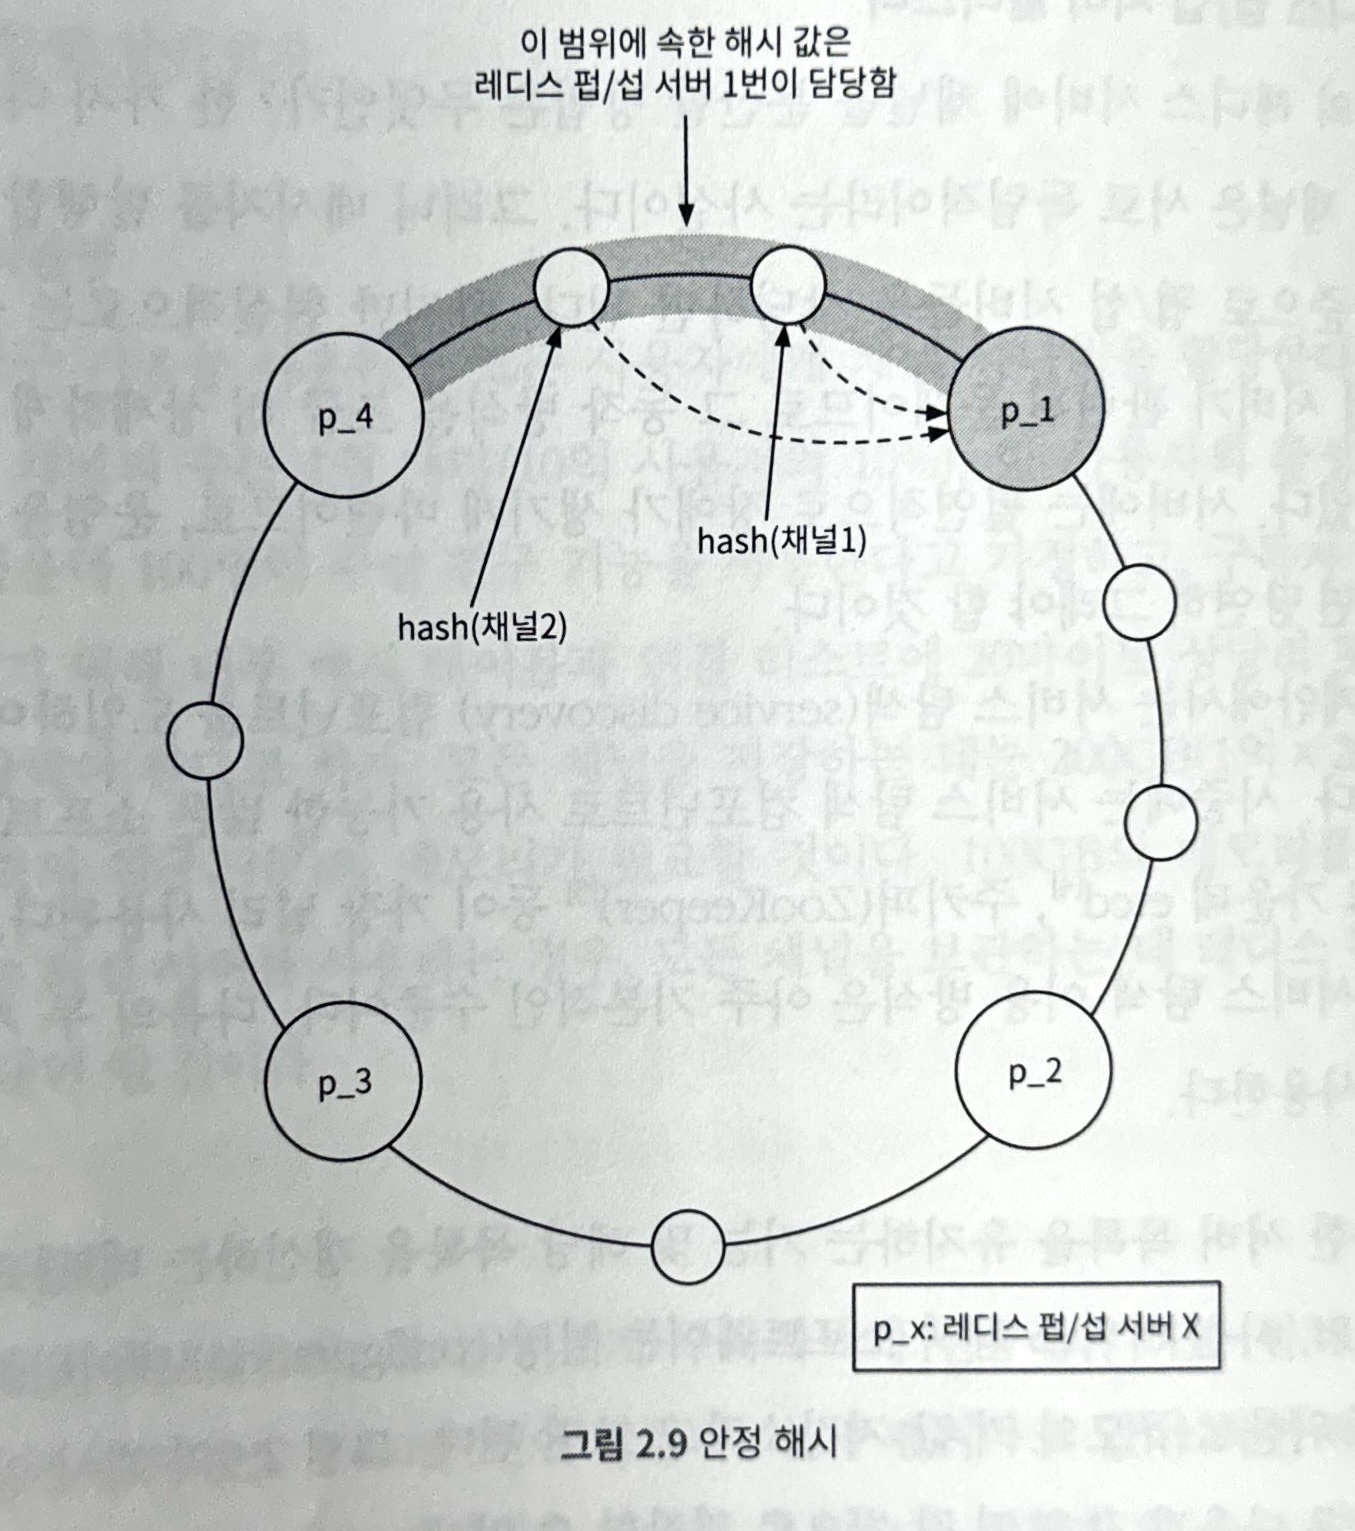 이 범위에 속한 해시 값은
레디스 펍/섭 서버 1번이 담당함
p_4
p_1
hash(채널1)
hash(채널2)
p_3
p_2
p_x: 레디스 펍/섭 서버 X
그림 2.9 안정 해시